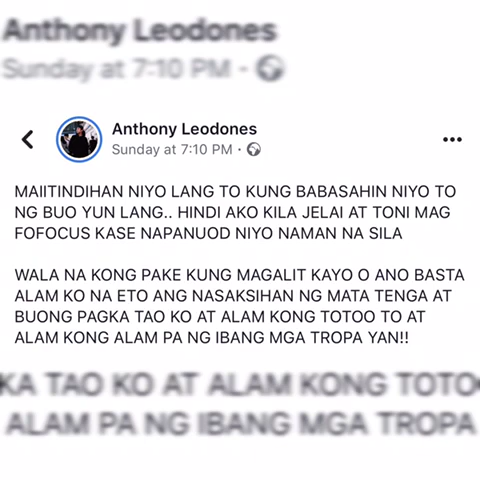 Anthony Leodones
Sunday at 7:10 PM -
Anthony Leodones
Sunday at 7:10 PM ·
MAIITINDIHAN NIYO LANG TO KUNG BABASAHIN NIYO TO
NG BUO YUN LANG.. HINDI AKO KILA JELAI AT TONI MAG
FOFOCUS KASE NAPANUOD NIYO NAMAN NA SILA
WALA NA KONG PAKE KUNG MAGALIT KAYO O ANO BASTA
ALAM KO NA ETO ANG NASAKSIHAN NG MATA TENGA AT
BUONG PAGKA TAO KO AT ALAM KONG TOTOO TO AT
ALAM KONG ALAM PA NG IBANG MGA TROPA YAN!!
KA TAO KO AT ALAM KONG TOTO
ALAM PA NG IBANG MGA TROPA